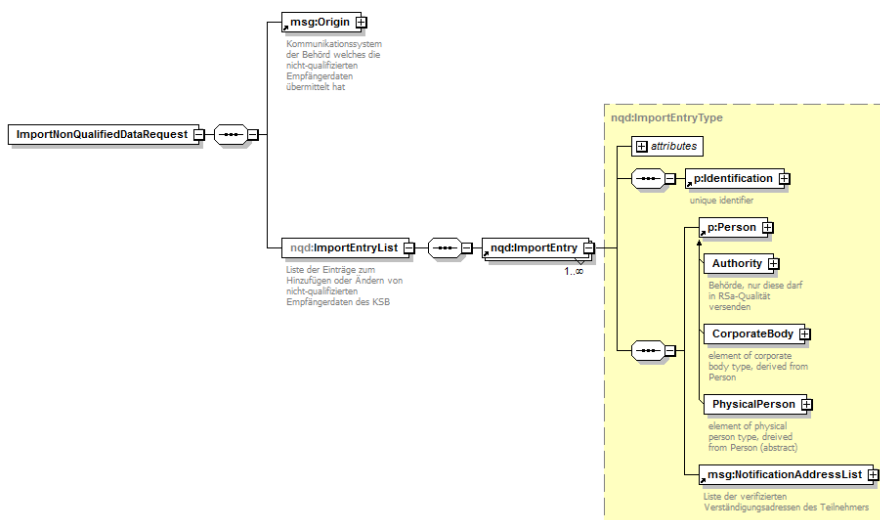 msg:Origin
Kommunikationssystem
der Behörd welches die
nicht-qualifizierten
Empfängerdaten
übermittelt hat
ImportNonQualifiedDataRequest
nqd:ImportEntryType
attributes
p:Identification
unique identifier
p:Person
nqd:ImportEntryList
Liste der Einträge zum
Hinzufügen oder Ändern von
nicht-qualifizierten
Empfängerdaten des KSB
nqd:ImportEntry
1..∞
Authority
Behörde, nur diese darf
in RSa-Qualität
versenden
CorporateBody
element of corporate
body type, derived from
Person
PhysicalPerson
element of physical
person type, dreived
from Person (abstract)
msg:NotificationAddressList
Liste der verifizierten
Verständigungsadressen des Teilnehmers